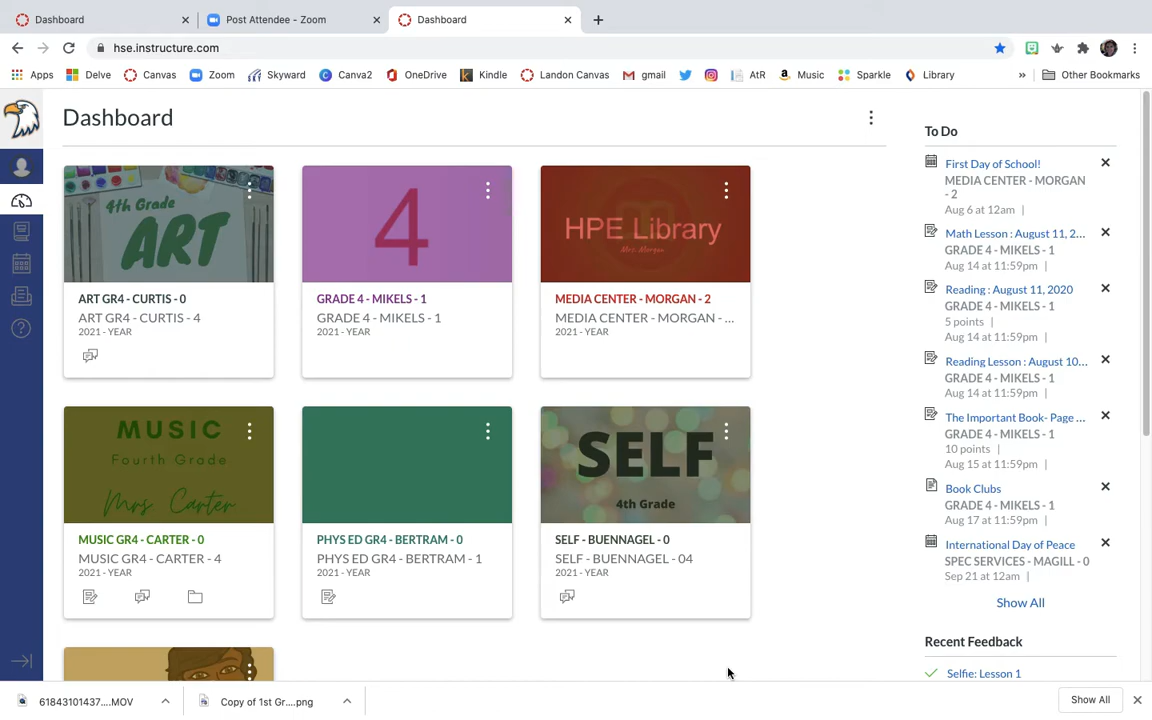 Dashboard
Post Attendee - Zoom
Dashboard
hse.instructure.com
Apps
Delve
Canvas
Zoom
Skyward
Canva2
OneDrive
Kindle
Landon Canvas
gmail
AtR
Music
Sparkle
Library
»
Other Bookmarks
Dashboard
4th Grade
ART
ART GR4 - CURTIS - 0
ART GR4 - CURTIS - 4
2021 - YEAR
4
GRADE 4 - MIKELS - 1
GRADE 4 - MIKELS - 1
2021 - YEAR
HPE Library
Mrs. Morgan
MEDIA CENTER - MORGAN - 2
MEDIA CENTER - MORGAN - ...
2021 - YEAR
MUSIC
Fourth Grade
Mrs Carter
MUSIC GR4 - CARTER - 0
MUSIC GR4 - CARTER - 4
2021 - YEAR
PHYS ED GR4 - BERTRAM - 0
PHYS ED GR4 - BERTRAM - 1
2021 - YEAR
SELF
4th Grade
SELF - BUENNAGEL - 0
SELF - BUENNAGEL - 04
2021 - YEAR
To Do
First Day of School!
MEDIA CENTER - MORGAN
- 2
Aug 6 at 12am |
Math Lesson : August 11, 2...
GRADE 4 - MIKELS - 1
Aug 14 at 11:59pm |
Reading : August 11, 2020
GRADE 4 - MIKELS - 1
5 points |
Aug 14 at 11:59pm |
Reading Lesson : August 10...
GRADE 4 - MIKELS - 1
Aug 14 at 11:59pm |
The Important Book- Page ...
GRADE 4 - MIKELS - 1
10 points |
Aug 15 at 11:59pm |
Book Clubs
GRADE 4 - MIKELS - 1
Aug 17 at 11:59pm |
International Day of Peace
SPEC SERVICES - MAGILL - 0
Sep 21 at 12am |
Show All
Recent Feedback
Selfie: Lesson 1
61843101437....MOV
Copy of 1st Gr....png
Show All